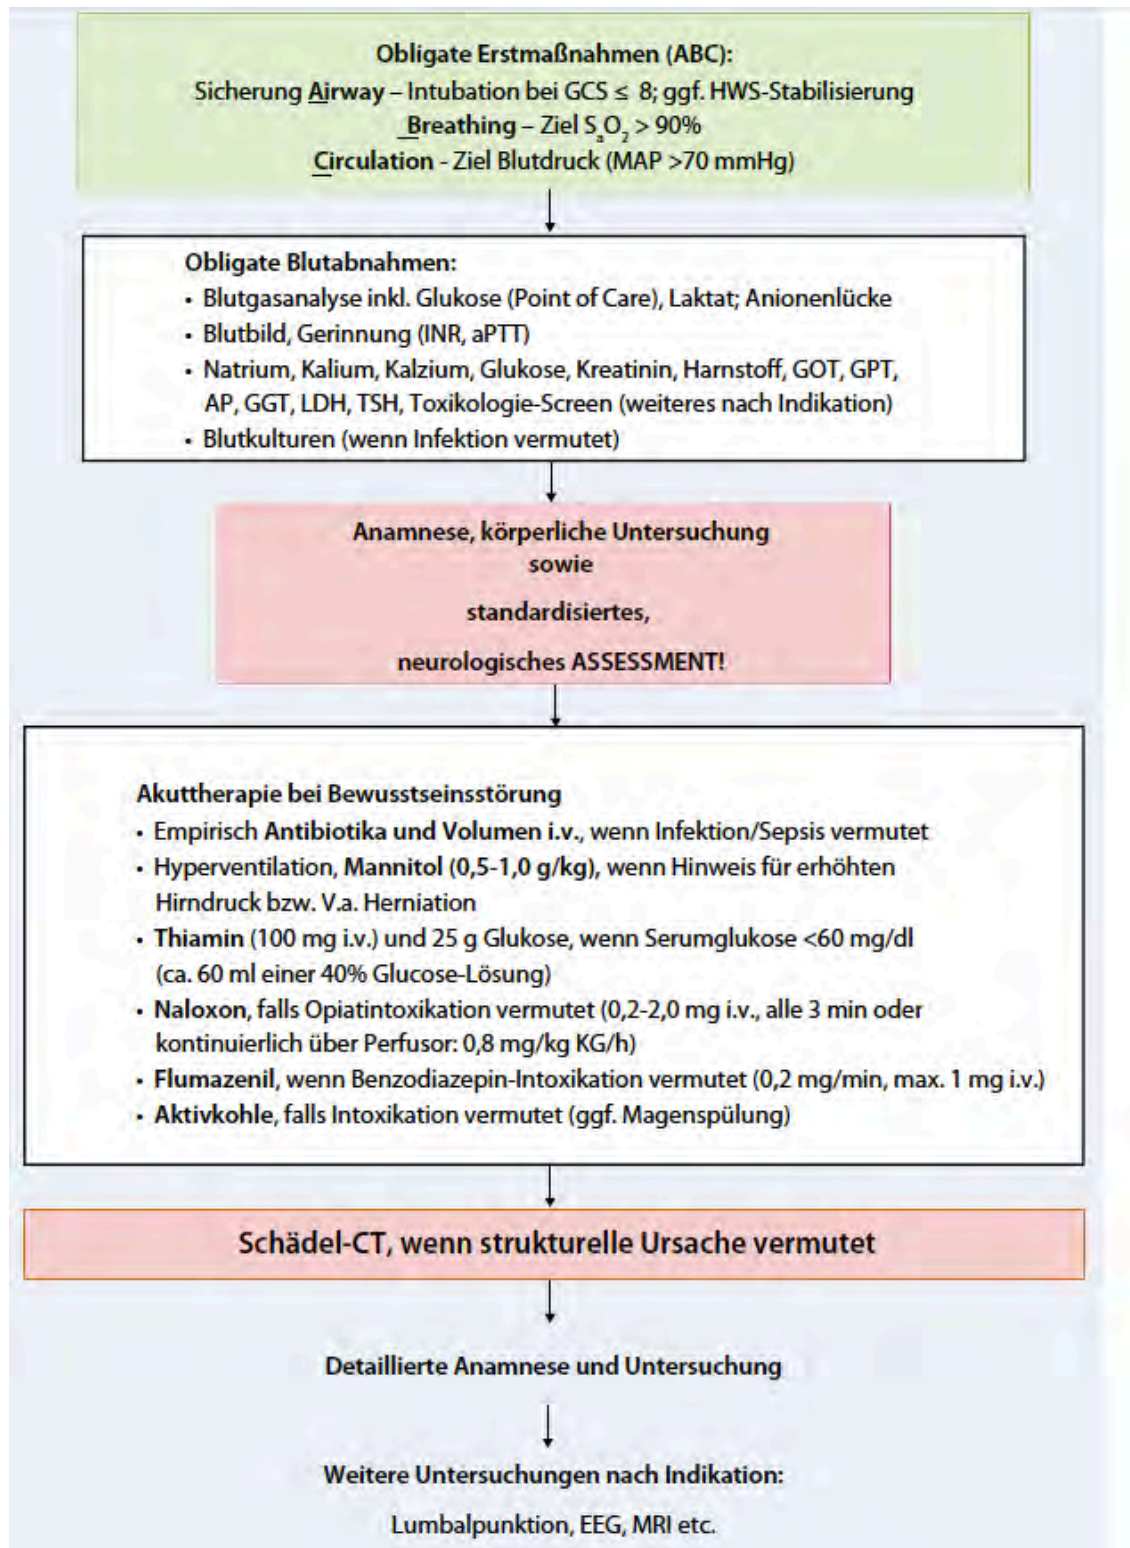 Obligate Erstmaßnahmen (ABC):
Sicherung Airway – Intubation bei GCS ≤ 8; ggf. HWS-Stabilisierung
Breathing – Ziel SaO2 > 90%
Circulation - Ziel Blutdruck (MAP >70 mmHg)
Obligate Blutabnahmen:
• Blutgasanalyse inkl. Glukose (Point of Care), Laktat; Anionenlücke
• Blutbild, Gerinnung (INR, aPTT)
• Natrium, Kalium, Kalzium, Glukose, Kreatinin, Harnstoff, GOT, GPT,
AP, GGT, LDH, TSH, Toxikologie-Screen (weiteres nach Indikation)
• Blutkulturen (wenn Infektion vermutet)
Anamnese, körperliche Untersuchung
sowie
standardisiertes,
neurologisches ASSESSMENT!
Akuttherapie bei Bewusstseinsstörung
• Empirisch Antibiotika und Volumen i.v., wenn Infektion/Sepsis vermutet
• Hyperventilation, Mannitol (0,5-1,0 g/kg), wenn Hinweis für erhöhten
Hirndruck bzw. V.a. Herniation
• Thiamin (100 mg i.v.) und 25 g Glukose, wenn Serumglukose <60 mg/dl
(ca. 60 ml einer 40% Glucose-Lösung)
• Naloxon, falls Opiatintoxikation vermutet (0,2-2,0 mg i.v., alle 3 min oder
kontinuierlich über Perfusor: 0,8 mg/kg KG/h)
• Flumazenil, wenn Benzodiazepin-Intoxikation vermutet (0,2 mg/min, max. 1 mg i.v.)
• Aktivkohle, falls Intoxikation vermutet (ggf. Magenspülung)
Schädel-CT, wenn strukturelle Ursache vermutet
Detaillierte Anamnese und Untersuchung
Weitere Untersuchungen nach Indikation:
Lumbalpunktion, EEG, MRI etc.